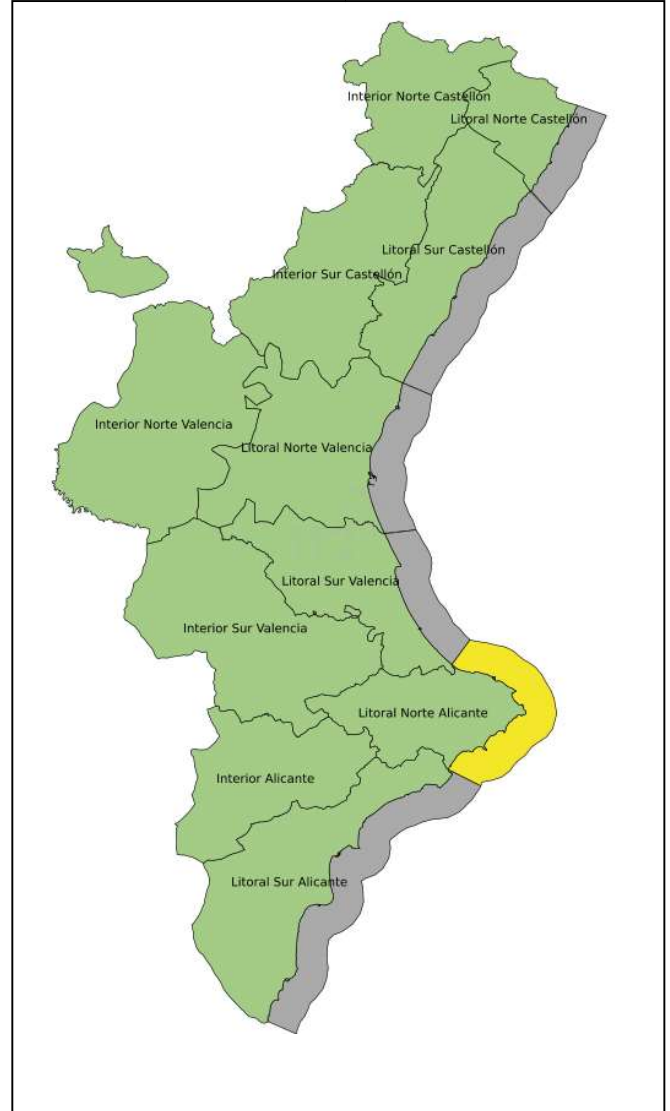 Interior Norte Castellón
Litoral Norte Castellón
Litoral Sur Castellón
Interior Sur Castellón
Interior Norte Valencia
Litoral Norte Valencia
Litoral Sur Valencia
Interior Sur Valencia
Litoral Norte Alicante
Interior Alicante
Litoral Sur Alicante